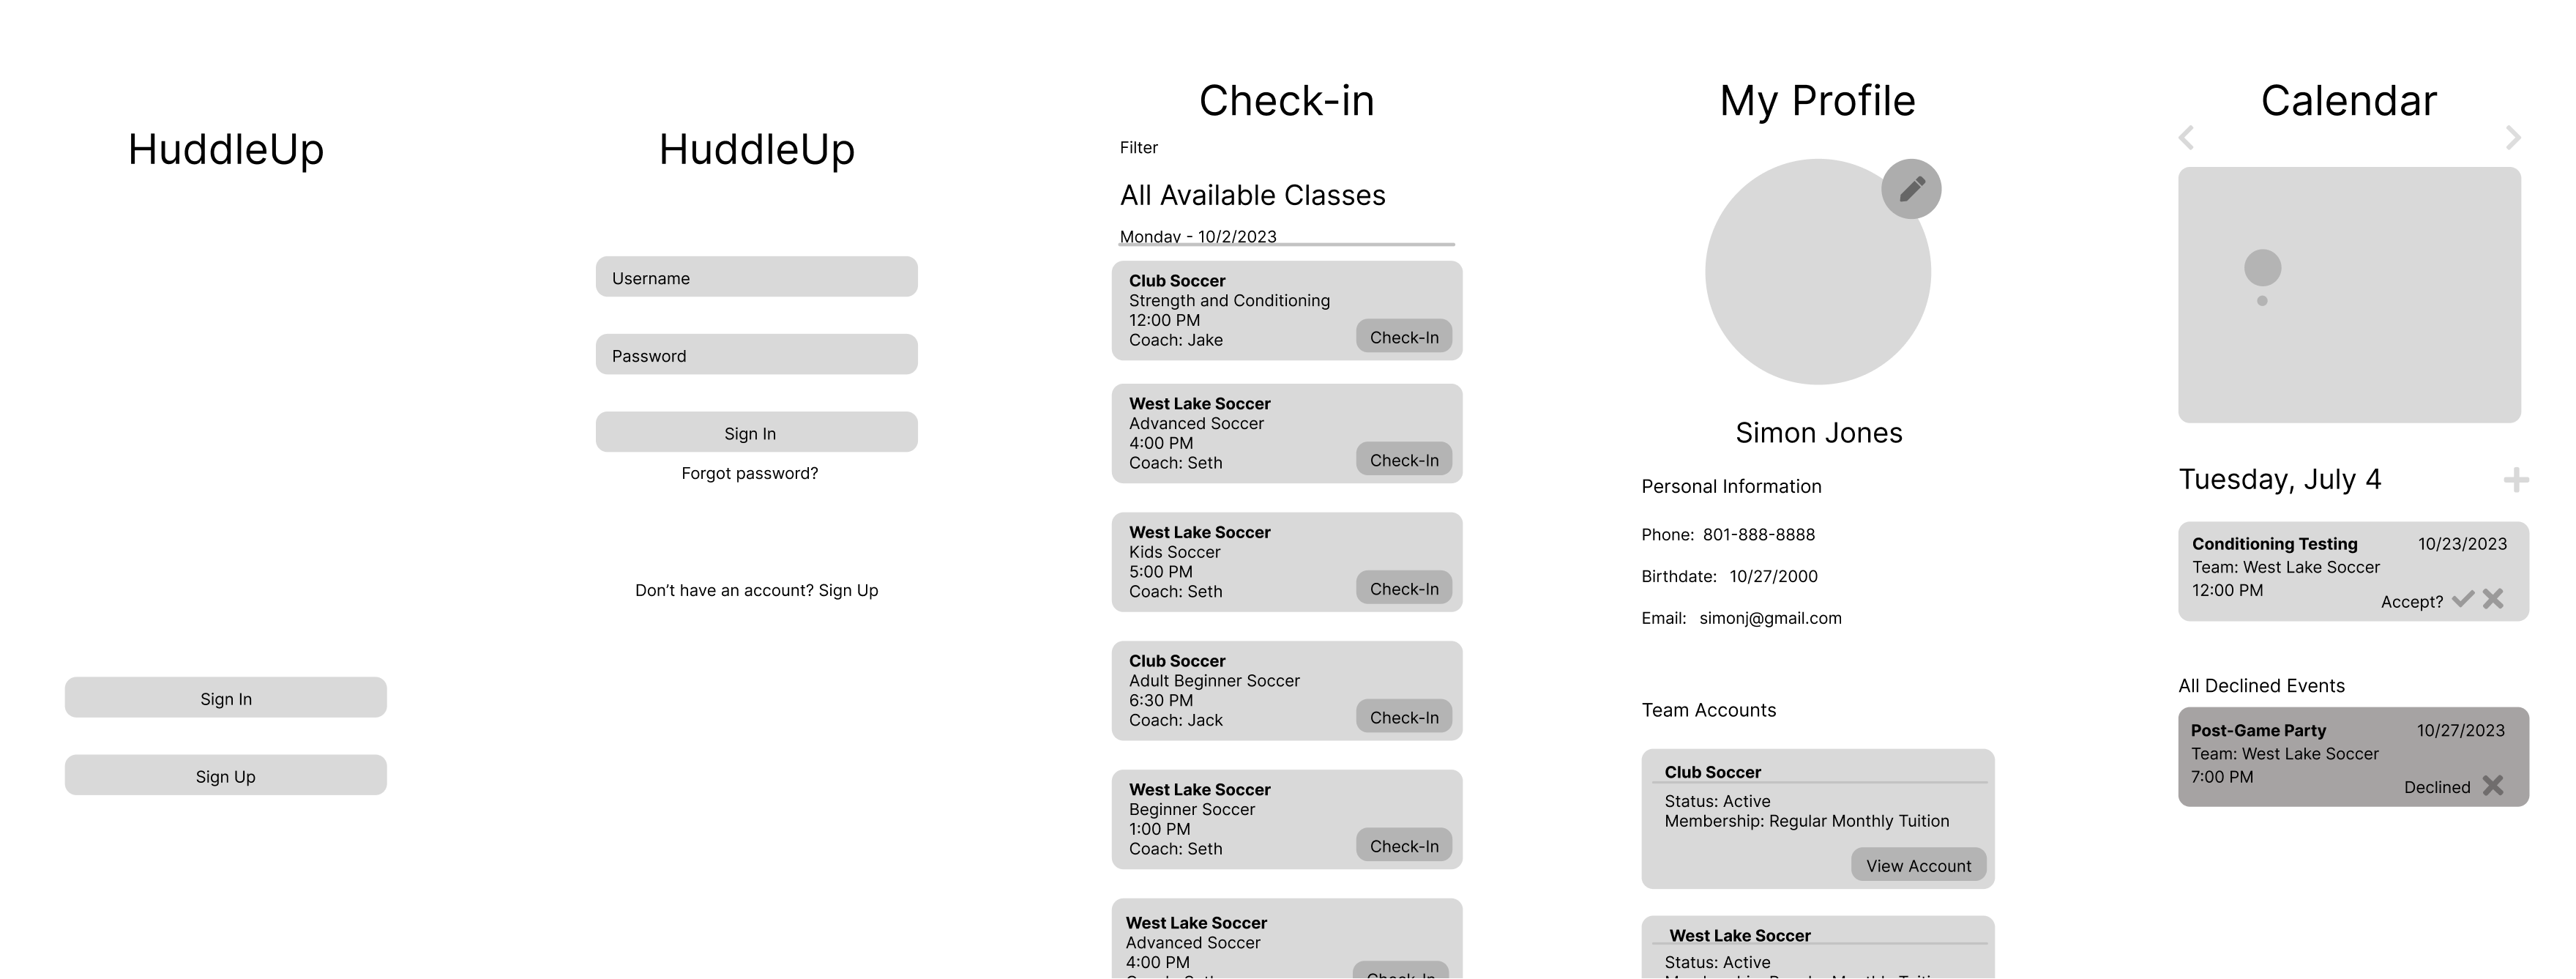 HuddleUp
Sign In
Sign Up
HuddleUp
Username
Password
Sign In
Forgot password?
Don't have an account? Sign Up
Check-in
Filter
All Available Classes
Monday - 10/2/2023
Club Soccer
Strength and Conditioning
12:00 PM
Coach: Jake
Check-In
West Lake Soccer
Advanced Soccer
4:00 PM
Coach: Seth
Check-In
West Lake Soccer
Kids Soccer
5:00 PM
Coach: Seth
Check-In
Club Soccer
Adult Beginner Soccer
6:30 PM
Coach: Jack
Check-In
West Lake Soccer
Beginner Soccer
1:00 PM
Coach: Seth
Check-In
West Lake Soccer
Advanced Soccer
4:00 PM
My Profile
Simon Jones
Personal Information
Phone: 801-888-8888
Birthdate: 10/27/2000
Email: simonj@gmail.com
Team Accounts
Club Soccer
Status: Active
Membership: Regular Monthly Tuition
View Account
West Lake Soccer
Status: Active
Calendar
Tuesday, July 4
Conditioning Testing 10/23/2023
Team: West Lake Soccer
12:00 PM
Accept?
All Declined Events
Post-Game Party 10/27/2023
Team: West Lake Soccer
7:00 PM
Declined